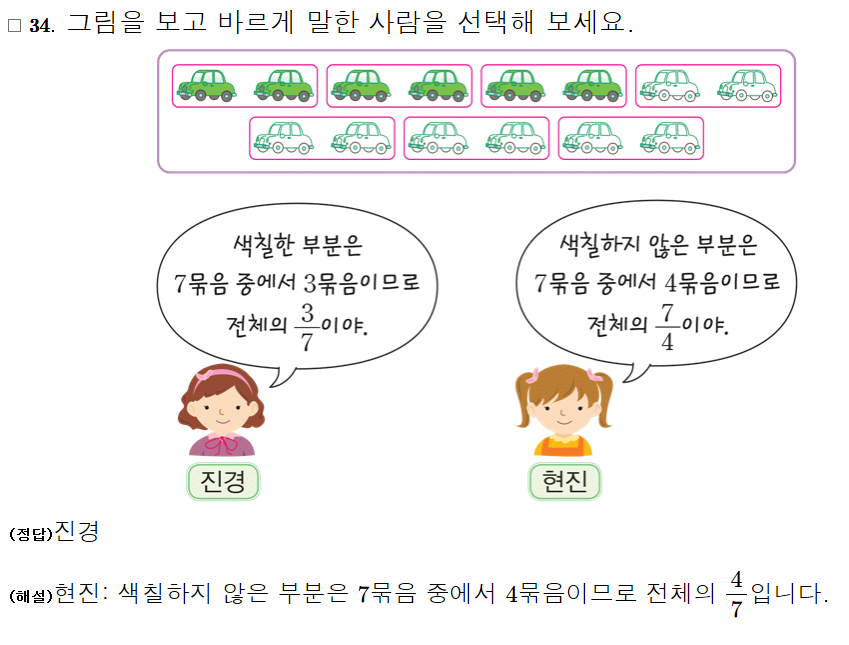 □ 34. 그림을 보고 바르게 말한 사람을 선택해 보세요.
색칠한 부분은
7묶음 중에서 3묶음이므로
전체의 3/7이야.
색칠하지 않은 부분은
7묶음 중에서 4묶음이므로
전체의 7/4이야.
진경
현진
(정답)진경
(해설)현진: 색칠하지 않은 부분은 7묶음 중에서 4묶음이므로 전체의 4/7입니다.